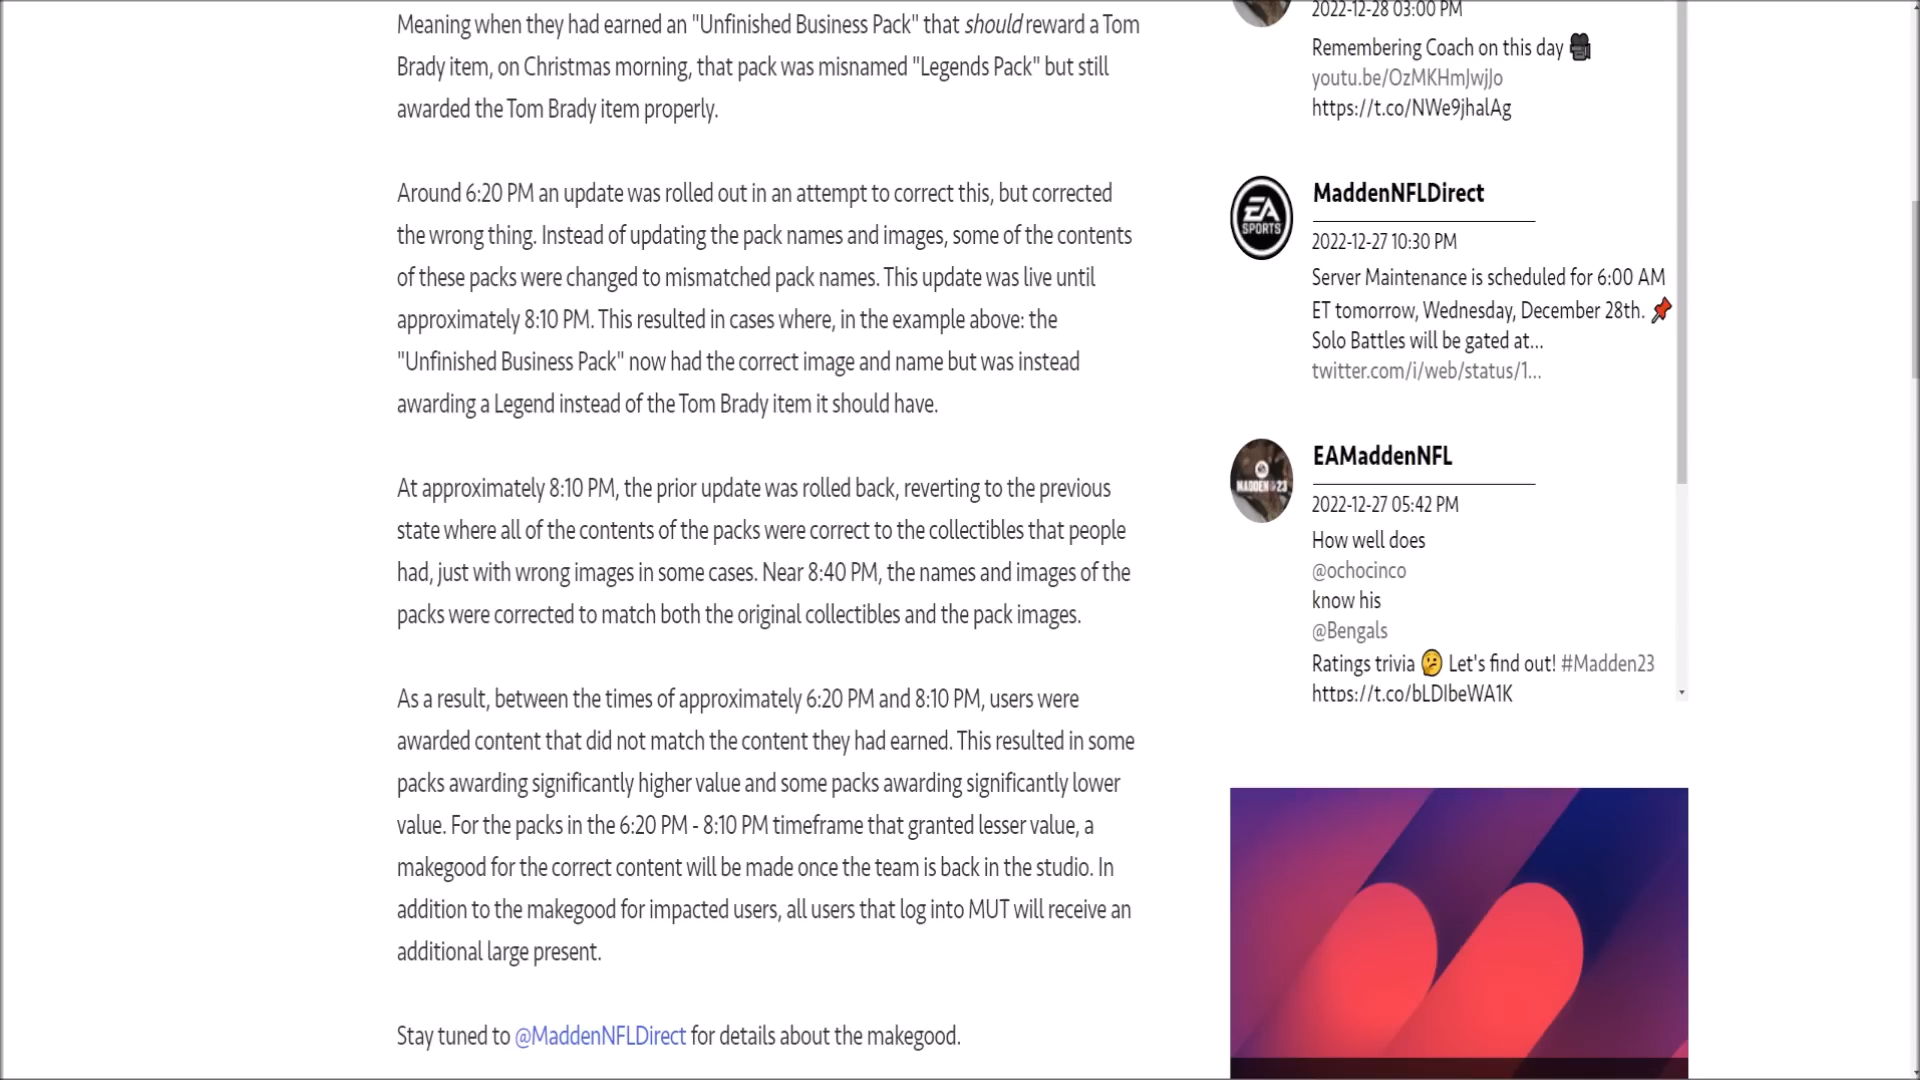 Meaning when they had earned an "Unfinished Business Pack" that should reward a Tom
Brady item, on Christmas morning, that pack was misnamed "Legends Pack" but still
awarded the Tom Brady item properly.
Around 6:20 PM an update was rolled out in an attempt to correct this, but corrected
the wrong thing. Instead of updating the pack names and images, some of the contents
of these packs were changed to mismatched pack names. This update was live until
approximately 8:10 PM. This resulted in cases where, in the example above: the
"Unfinished Business Pack" now had the correct image and name but was instead
awarding a Legend instead of the Tom Brady item it should have.
At approximately 8:10 PM, the prior update was rolled back, reverting to the previous
state where all of the contents of the packs were correct to the collectibles that people
had, just with wrong images in some cases. Near 8:40 PM, the names and images of the
packs were corrected to match both the original collectibles and the pack images.
As a result, between the times of approximately 6:20 PM and 8:10 PM, users were
awarded content that did not match the content they had earned. This resulted in some
packs awarding significantly higher value and some packs awarding significantly lower
value. For the packs in the 6:20 PM - 8:10 PM timeframe that granted lesser value, a
makegood for the correct content will be made once the team is back in the studio. In
addition to the makegood for impacted users, all users that log into MUT will receive an
additional large present.
Stay tuned to @MaddenNFLDirect for details about the makegood.
2022-12-28 03:00 PM
Remembering Coach on this day 🎥
youtu.be/OzMKHmJwjJo
https://t.co/NWe9jhalAg
EA
SPORTS
MaddenNFLDirect
2022-12-27 10:30 PM
Server Maintenance is scheduled for 6:00 AM
ET tomorrow, Wednesday, December 28th. 📌
Solo Battles will be gated at...
twitter.com/i/web/status/1...
MADDEN 23
EAMaddenNFL
2022-12-27 05:42 PM
How well does
@ochocinco
know his
@Bengals
Ratings trivia 🤔 Let's find out! #Madden23
https://t.co/bLDIbeWA1K